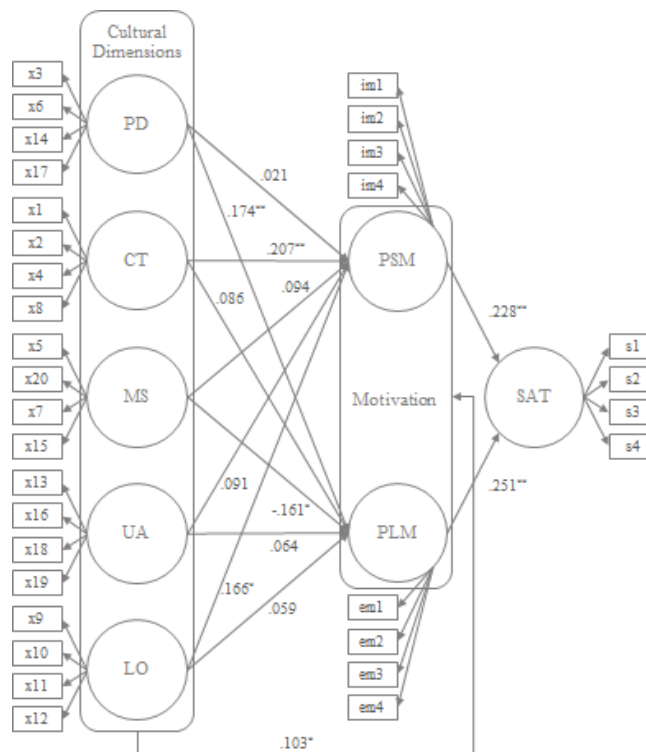 Cultural
Dimensions
x3
x6
x14
x17
PD
x1
x2
x4
x8
CT
x5
x20
x7
x15
MS
x13
x16
x18
x19
UA
x9
x10
x11
x12
LO
.021
.174**
.207**
.094
.086
.091
-.161*
.064
.166*
.059
.103*
im1
im2
im3
im4
PSM
Motivation
PLM
em1
em2
em3
em4
.228**
.251**
SAT
s1
s2
s3
s4